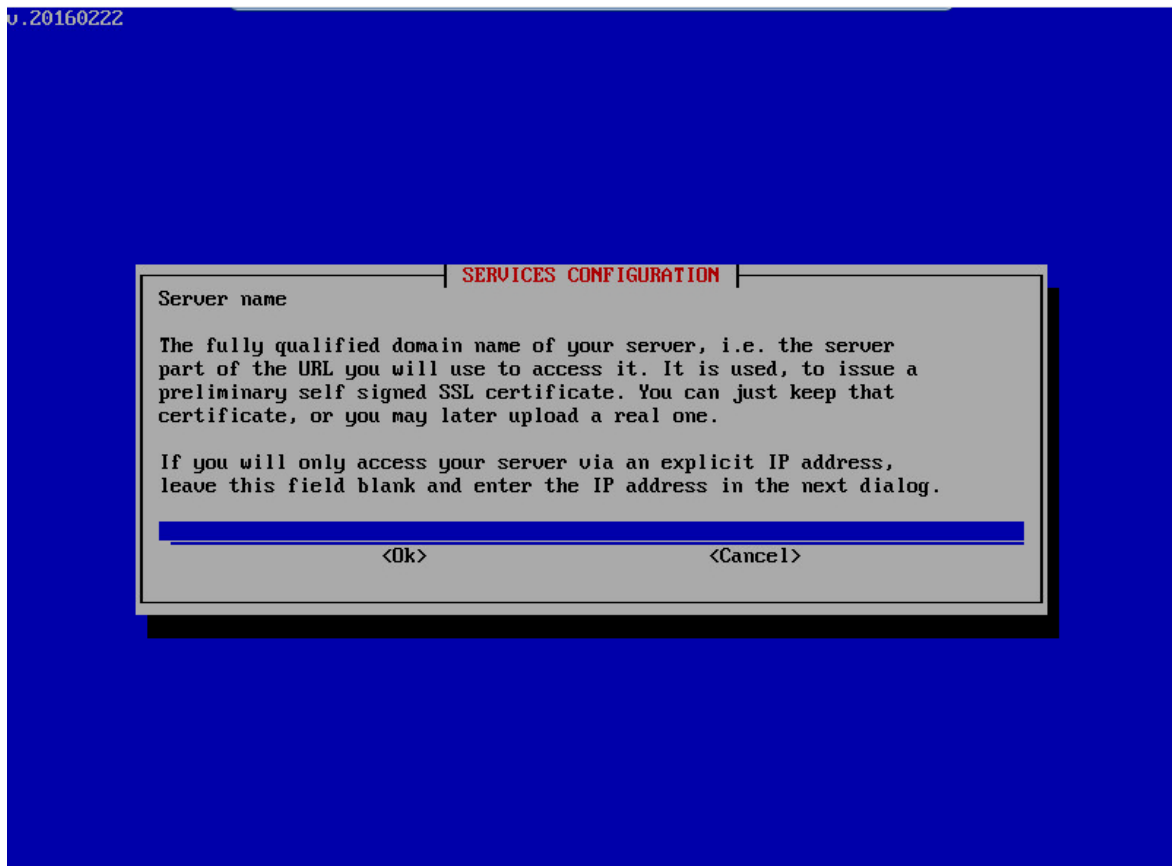 v.20160222
SERVICES CONFIGURATION
Server name
The fully qualified domain name of your server, i.e. the server
part of the URL you will use to access it. It is used, to issue a
preliminary self signed SSL certificate. You can just keep that
certificate, or you may later upload a real one.
If you will only access your server via an explicit IP address,
leave this field blank and enter the IP address in the next dialog.
<Ok> <Cancel>